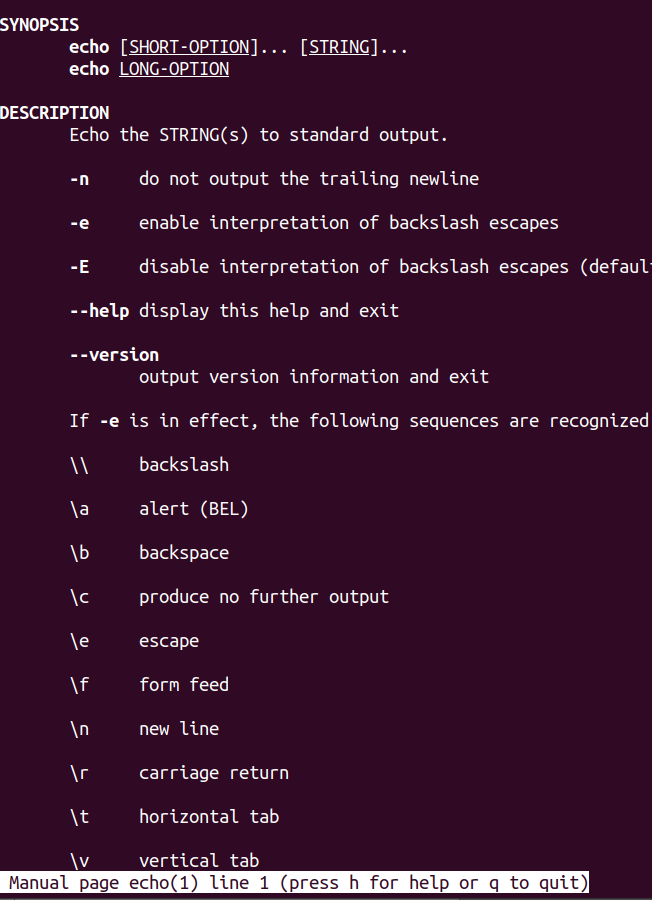 SYNOPSIS
echo [SHORT-OPTION]... [STRING]...
echo LONG-OPTION
DESCRIPTION
Echo the STRING(s) to standard output.
-n do not output the trailing newline
-e enable interpretation of backslash escapes
-E disable interpretation of backslash escapes (default
--help display this help and exit
--version
output version information and exit
If -e is in effect, the following sequences are recognized
\\ backslash
\a alert (BEL)
\b backspace
\c produce no further output
\e escape
\f form feed
\n new line
\r carriage return
\t horizontal tab
\v vertical tab
Manual page echo(1) line 1 (press h for help or q to quit)